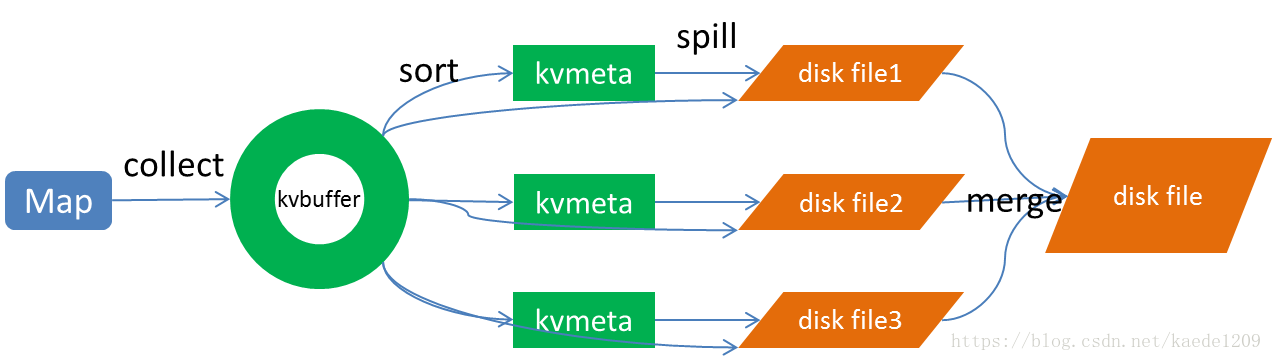 spill
sort
kvmeta
disk file1
collect
Map
kvbuffer
kvmeta
disk file2
merge
disk file
kvmeta
disk file3
https://blog.csdn.net/kaede1209